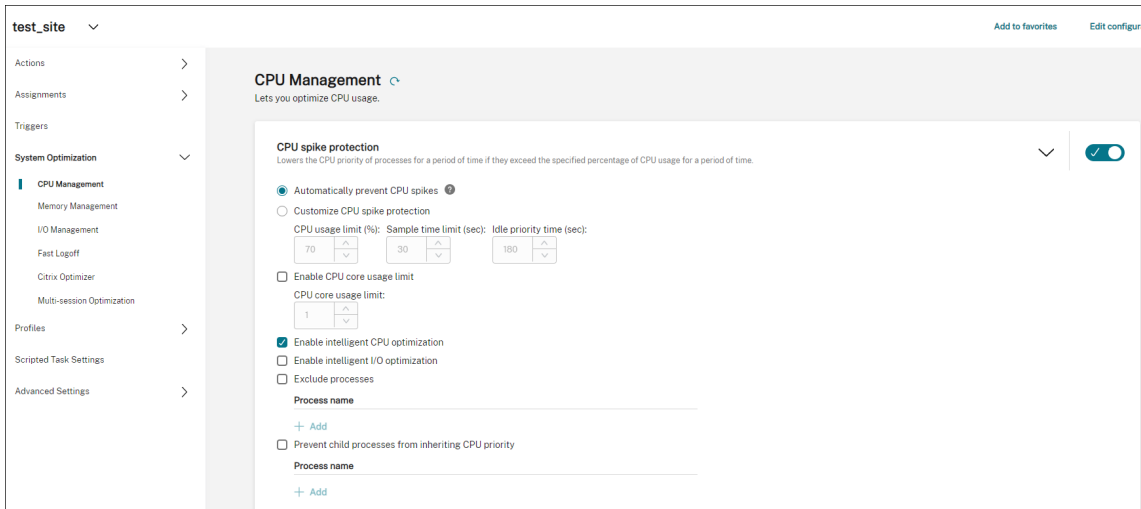 test_site
Add to favorites
Edit configur
Actions
Assignments
Triggers
System Optimization
CPU Management
Memory Management
I/O Management
Fast Logoff
Citrix Optimizer
Multi-session Optimization
Profiles
Scripted Task Settings
Advanced Settings
CPU Management
Lets you optimize CPU usage.
CPU spike protection
Lowers the CPU priority of processes for a period of time if they exceed the specified percentage of CPU usage for a period of time.
Automatically prevent CPU spikes ?
Customize CPU spike protection
CPU usage limit (%): Sample time limit (sec): Idle priority time (sec):
70 30 180
Enable CPU core usage limit
CPU core usage limit:
1
Enable intelligent CPU optimization
Enable intelligent I/O optimization
Exclude processes
Process name
+ Add
Prevent child processes from inheriting CPU priority
Process name
+ Add